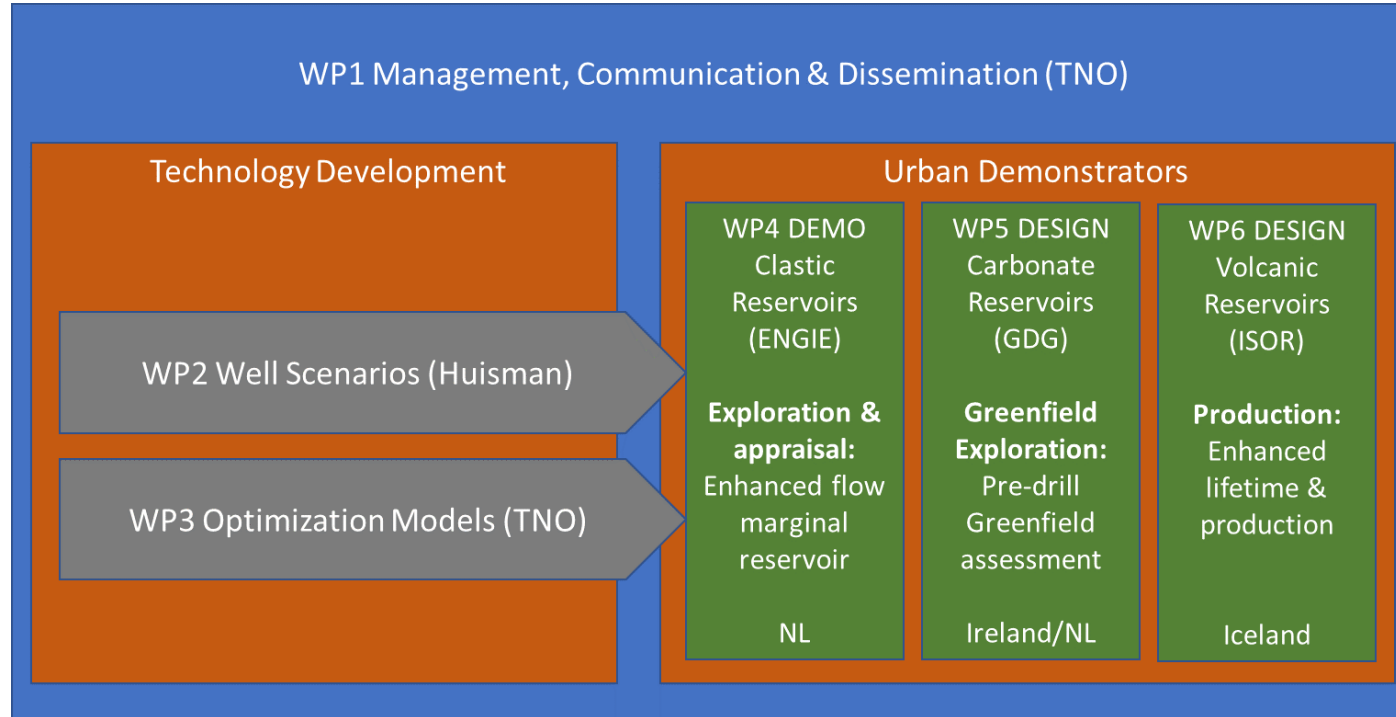 WP1 Management, Communication & Dissemination (TNO)
Technology Development
WP2 Well Scenarios (Huisman)
WP3 Optimization Models (TNO)
Urban Demonstrators
WP4 DEMO
Clastic
Reservoirs
(ENGIE)
Exploration &
appraisal:
Enhanced flow
marginal
reservoir
NL
WP5 DESIGN
Carbonate
Reservoirs
(GDG)
Greenfield
Exploration:
Pre-drill
Greenfield
assessment
Ireland/NL
WP6 DESIGN
Volcanic
Reservoirs
(ISOR)
Production:
Enhanced
lifetime &
production
Iceland